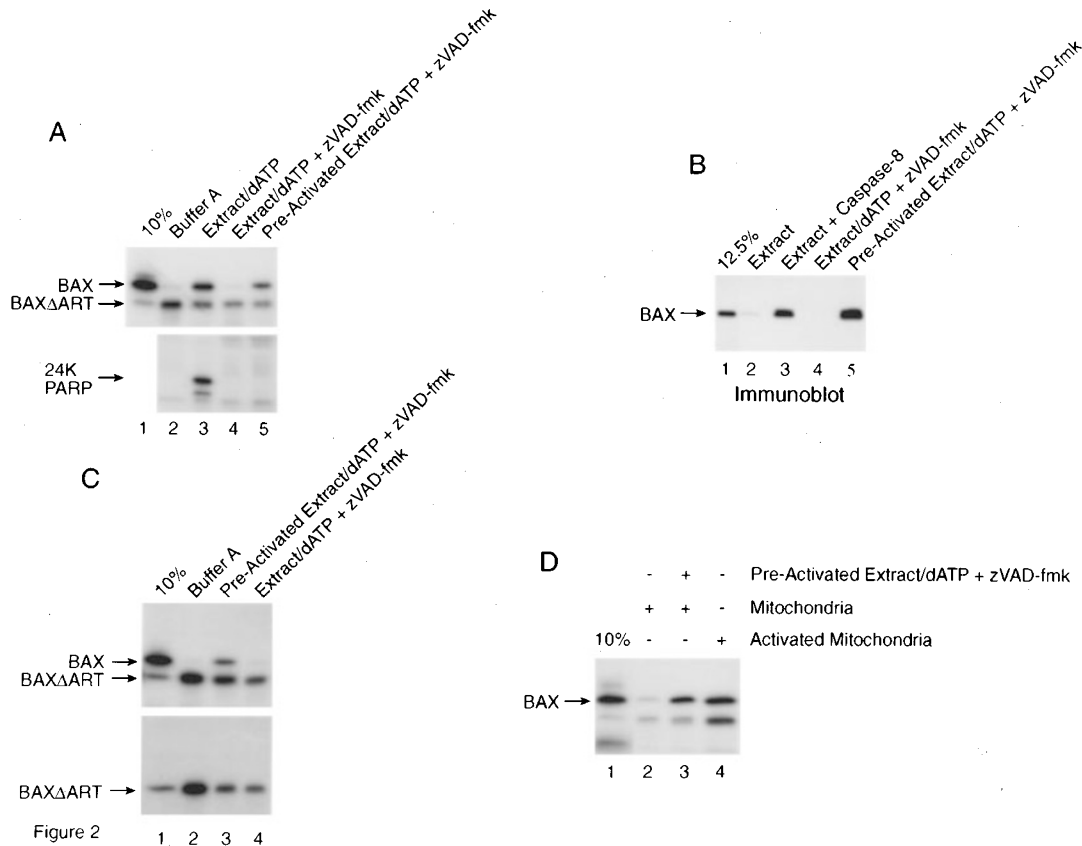 A
10%
Buffer A
Extract/dATP
Extract/dATP + zVAD-fmk
Pre-Activated Extract/dATP + zVAD-fmk
BAX
BAXΔART
24K
PARP
1 2 3 4 5
B
12.5%
Extract
Extract + Caspase-8
Extract/dATP + zVAD-fmk
Pre-Activated Extract/dATP + zVAD-fmk
BAX
1 2 3 4 5
Immunoblot
C
10%
Buffer A
Pre-Activated Extract/dATP + zVAD-fmk
Extract/dATP + zVAD-fmk
BAX
BAXΔART
BAXΔART
1 2 3 4
Figure 2
D
- + - Pre-Activated Extract/dATP + zVAD-fmk
+ + - Mitochondria
10% - - + Activated Mitochondria
BAX
1 2 3 4